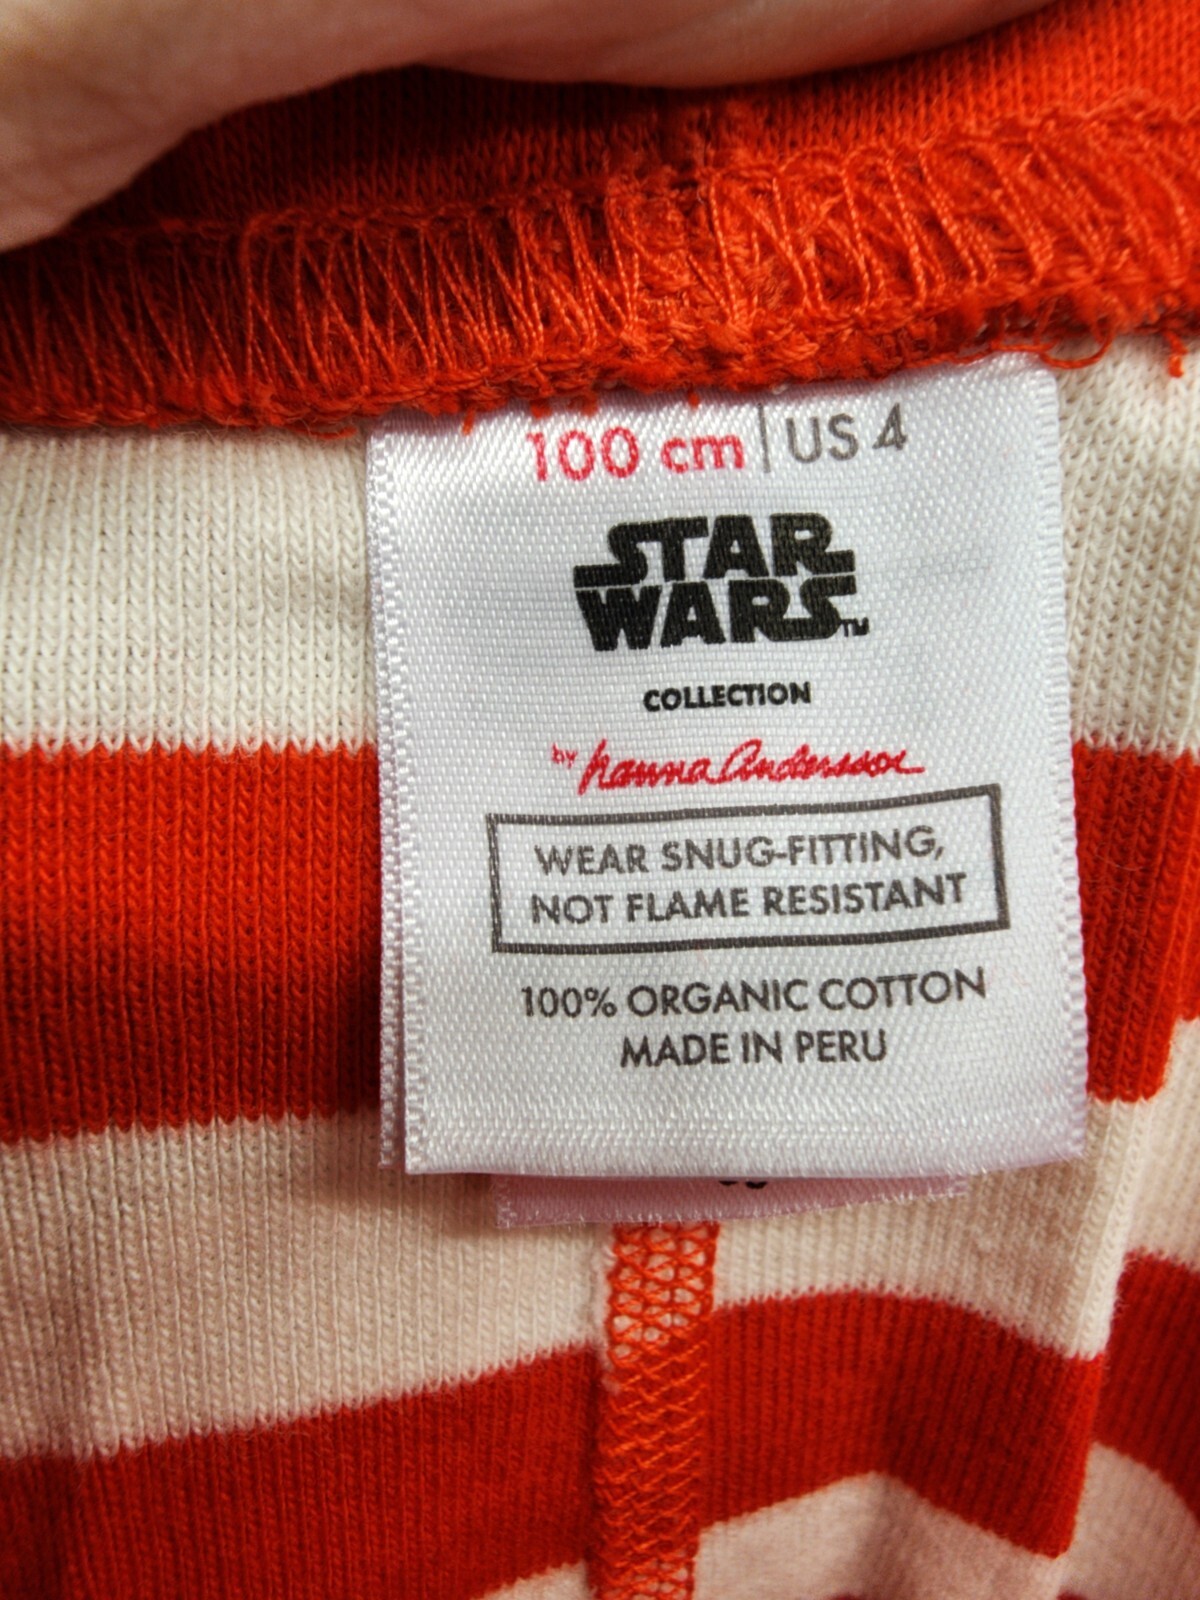 100 cm | US 4
STAR
WARS™
COLLECTION
by hanna Andersson
WEAR SNUG-FITTING,
NOT FLAME RESISTANT
100% ORGANIC COTTON
MADE IN PERU